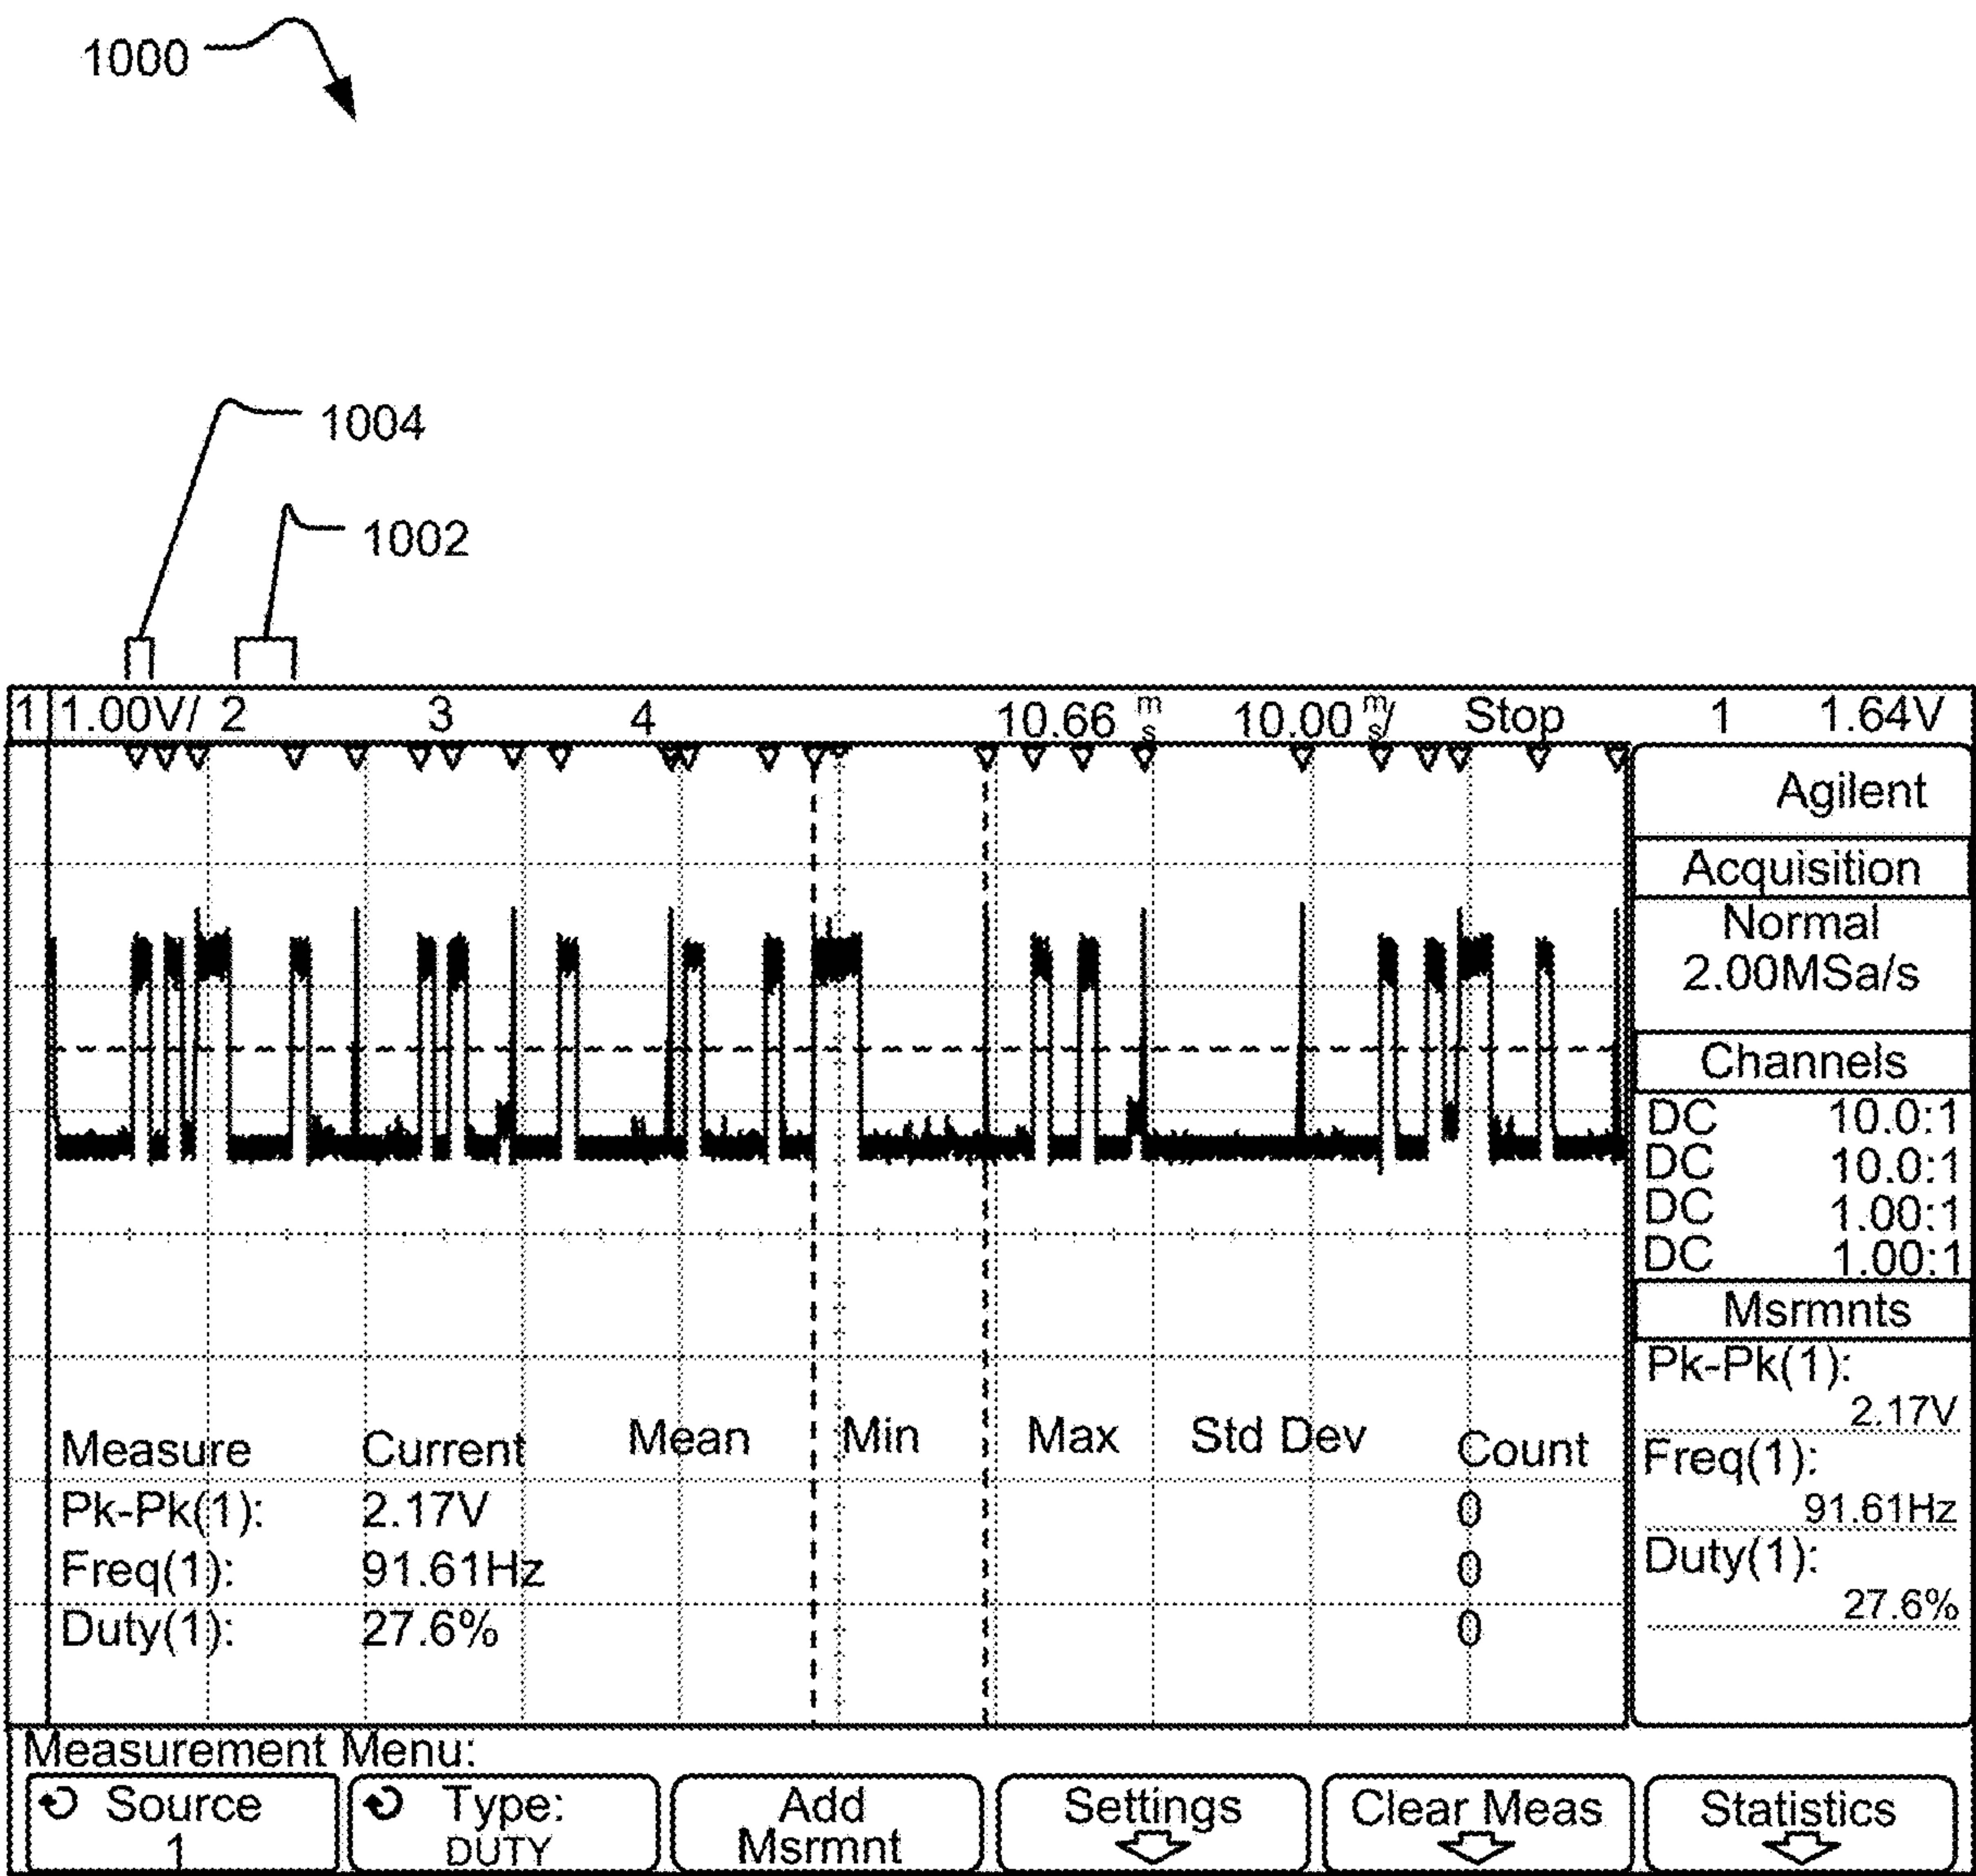 1000
1004
1002
1 1.00V/ 2 3 4 10.66 ms 10.00 ms/ Stop 1 1.64V
Agilent
Acquisition
Normal
2.00MSa/s
Channels
DC 10.0:1
DC 10.0:1
DC 1.00:1
DC 1.00:1
Msrmnts
Pk-Pk(1):
2.17V
Freq(1):
91.61Hz
Duty(1):
27.6%
Measure Current Mean Min Max Std Dev Count
Pk-Pk(1): 2.17V 0
Freq(1): 91.61Hz 0
Duty(1): 27.6% 0
Measurement Menu:
Source
1
Type:
DUTY
Add
Msrmnt
Settings
Clear Meas
Statistics